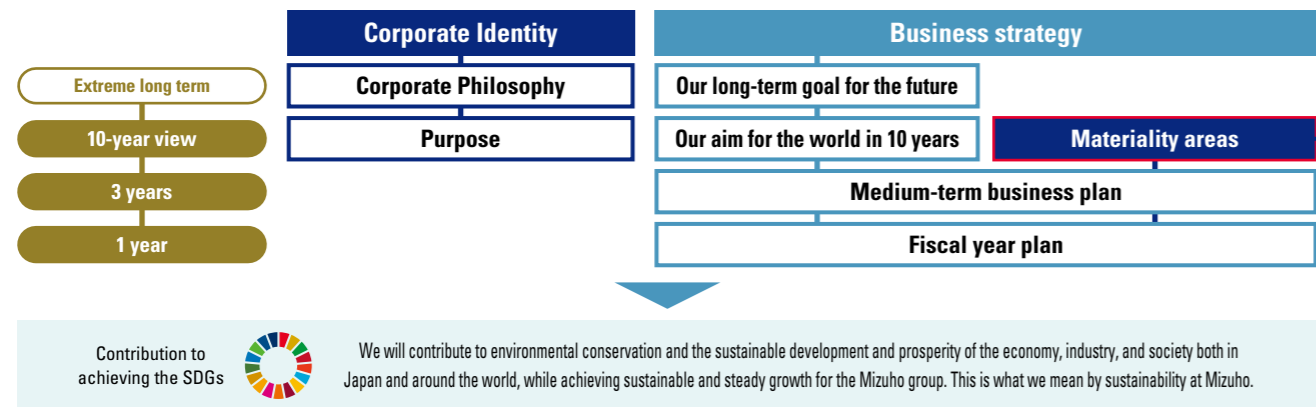 Corporate Identity
Business strategy
Extreme long term
Corporate Philosophy
Our long-term goal for the future
10-year view
Purpose
Our aim for the world in 10 years
Materiality areas
3 years
Medium-term business plan
1 year
Fiscal year plan
Contribution to
achieving the SDGs
We will contribute to environmental conservation and the sustainable development and prosperity of the economy, industry, and society both in
Japan and around the world, while achieving sustainable and steady growth for the Mizuho group. This is what we mean by sustainability at Mizuho.